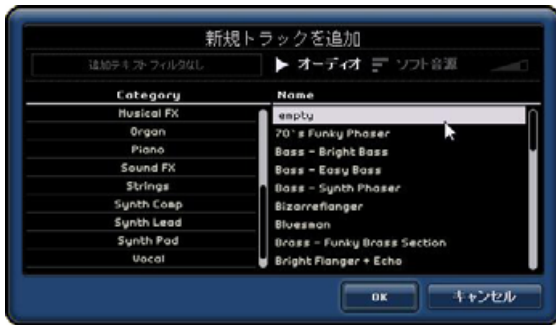 新規トラックを追加
追加テキストフィルタなし
オーディオ ソフト音源
Category
Name
Musical FX
Organ
Piano
Sound FX
Strings
Synth Comp
Synth Lead
Synth Pad
Vocal
empty
70`s Funky Phaser
Bass - Bright Bass
Bass - Easy Bass
Bass - Synth Phaser
Bizarreflanger
Bluesman
Brass - Funky Brass Section
Bright Flanger + Echo
OK
キャンセル